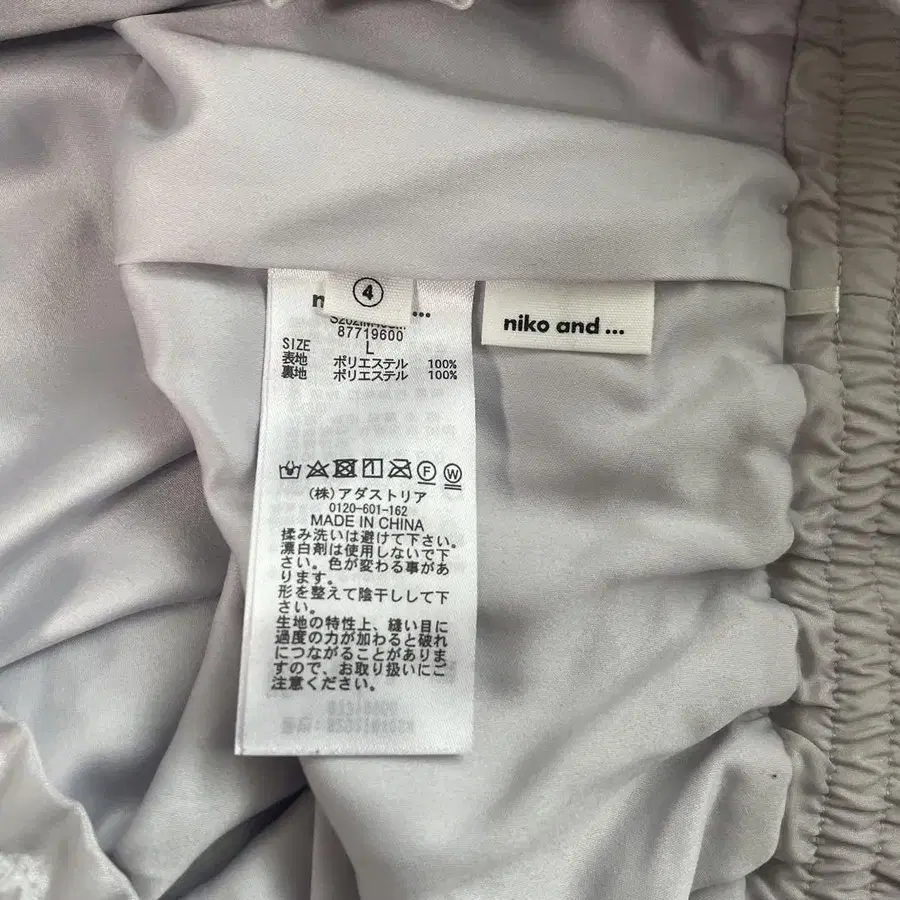 ④
n ...
niko and ...
87719600
SIZE L
表地 ポリエステル 100%
裏地 ポリエステル 100%
1 F W
(株)アダストリア
0120-601-162
MADE IN CHINA
揉み洗いは避けて下さい。
漂白剤は使用しないで下
さい。色が変わる事があ
ります。
形を整えて陰干しして下
さい。
生地の特性上、縫い目に
過度の力が加わると破れ
につながることがありま
すので、お取り扱いにご
注意ください。